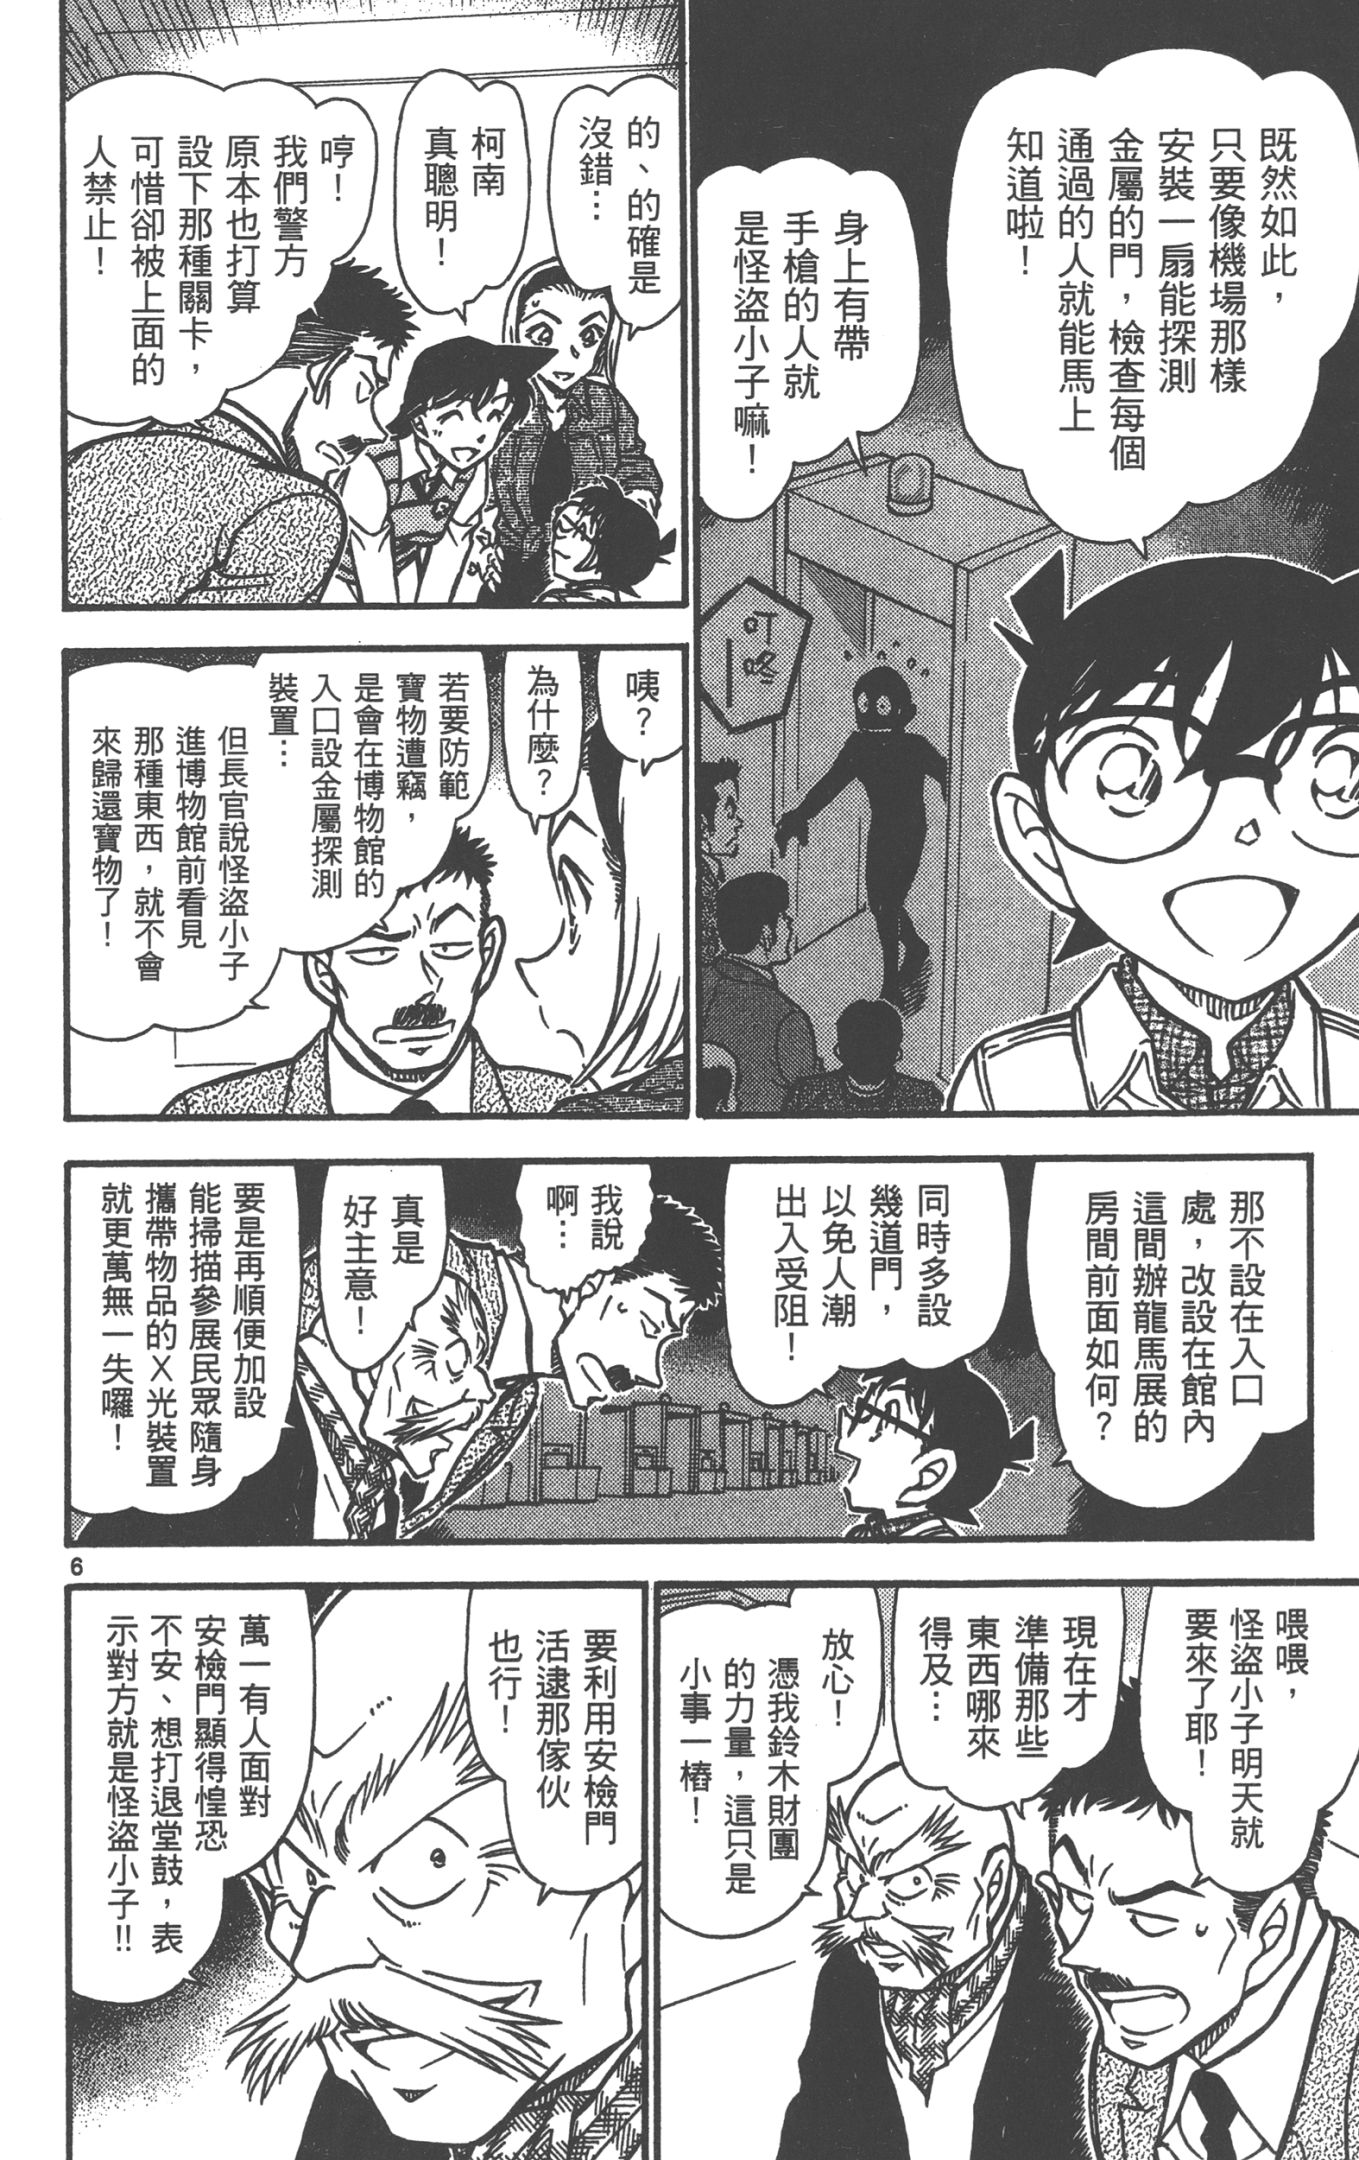 既然如此，
只要像機場那樣
安裝一扇能探測
金屬的門，檢查每個
通過的人就能馬上
知道啦！
身上有帶
手槍的人就
是怪盜小子嘛！
叮咚—
的、的確是
沒錯…
柯南
真聰明！
哼！
我們警方
原本也打算
設下那種關卡，
可惜卻被上面的
人禁止！
咦？
為什麼？
若要防範
寶物遭竊，
是會在博物館的
入口設金屬探測
裝置…
但長官說怪盜小子
進博物館前看見
那種東西，就不會
來歸還寶物了！
那不設在入口
處，改設在館內
這間辦龍馬展的
房間前面如何？
同時多設
幾道門，
以免人潮
出入受阻！
我說
啊…
真是
好主意！
要是再順便加設
能掃描參展民眾隨身
攜帶物品的X光裝置
就更萬無一失囉！
6
喂喂，
怪盜小子明天就
要來了耶！
現在才
準備那些
東西哪來
得及…
放心！
憑我鈴木財團
的力量，這只是
小事一樁！
要利用安檢門
活逮那傢伙
也行！
萬一有人面對
安檢門顯得惶恐
不安、想打退堂鼓，表
示對方就是怪盜小子!!